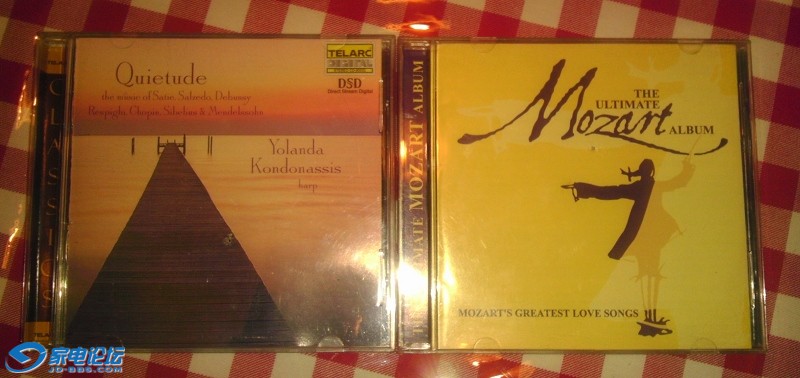 Quietude
the music of Satie, Salzedo, Debussy
Respighi, Chopin, Sibelius & Mendelssohn
TELARC
DIGITAL
DSD
Direct Stream Digital
Yolanda
Kondonassis
harp
CLASSICS
THE ULTIMATE MOZART ALBUM
THE
ULTIMATE
Mozart ALBUM
MOZART'S GREATEST LOVE SONGS
家电论坛
JD-BBS.COM